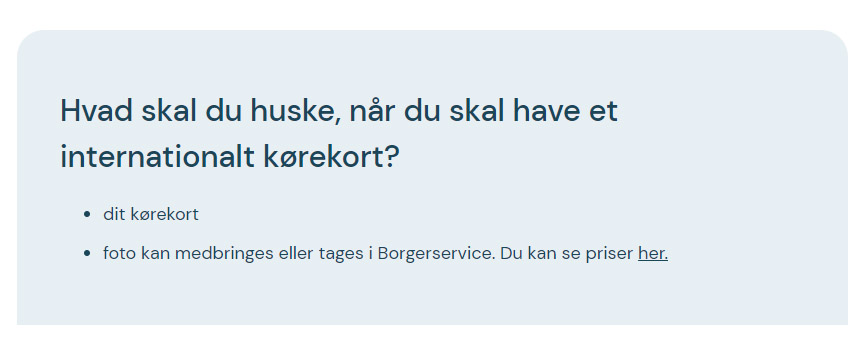 Hvad skal du huske, når du skal have et
internationalt kørekort?
• dit kørekort
• foto kan medbringes eller tages i Borgerservice. Du kan se priser her.